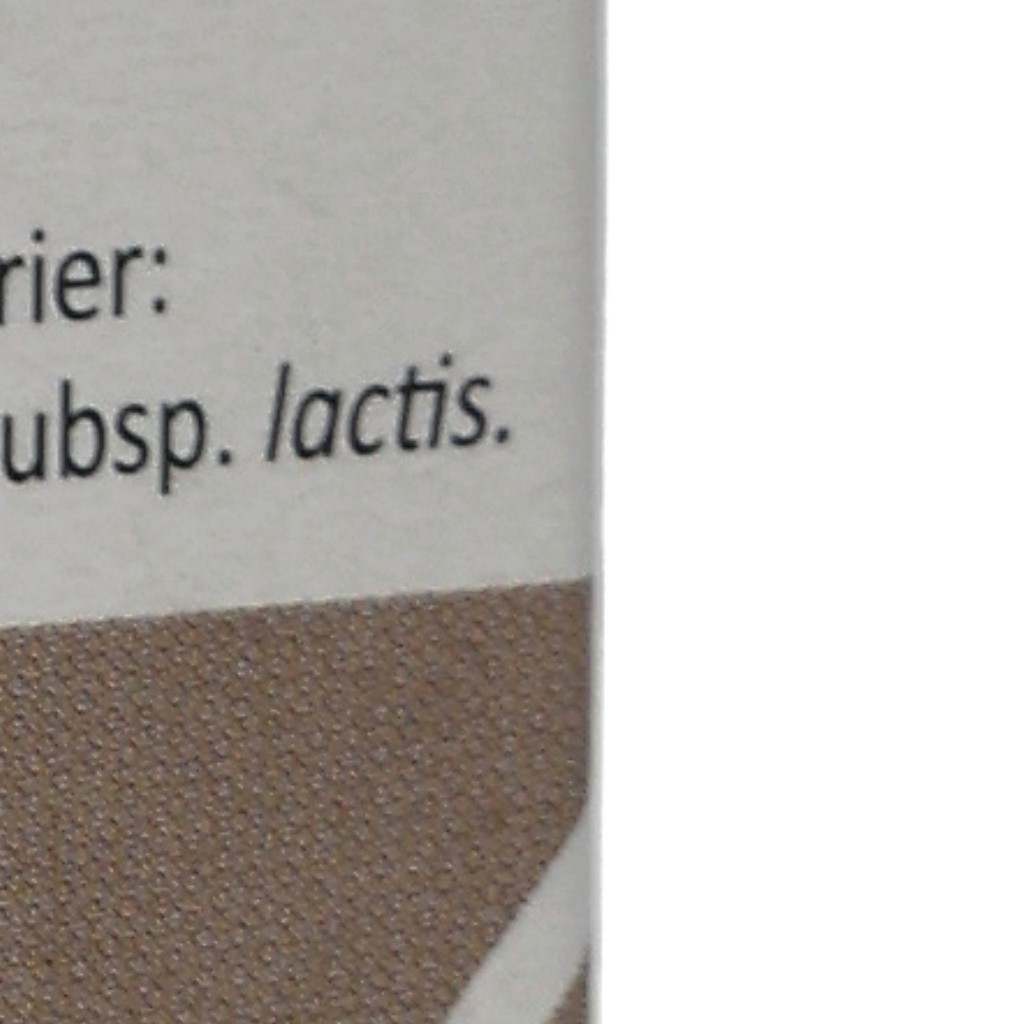 rier:
ubsp. lactis.